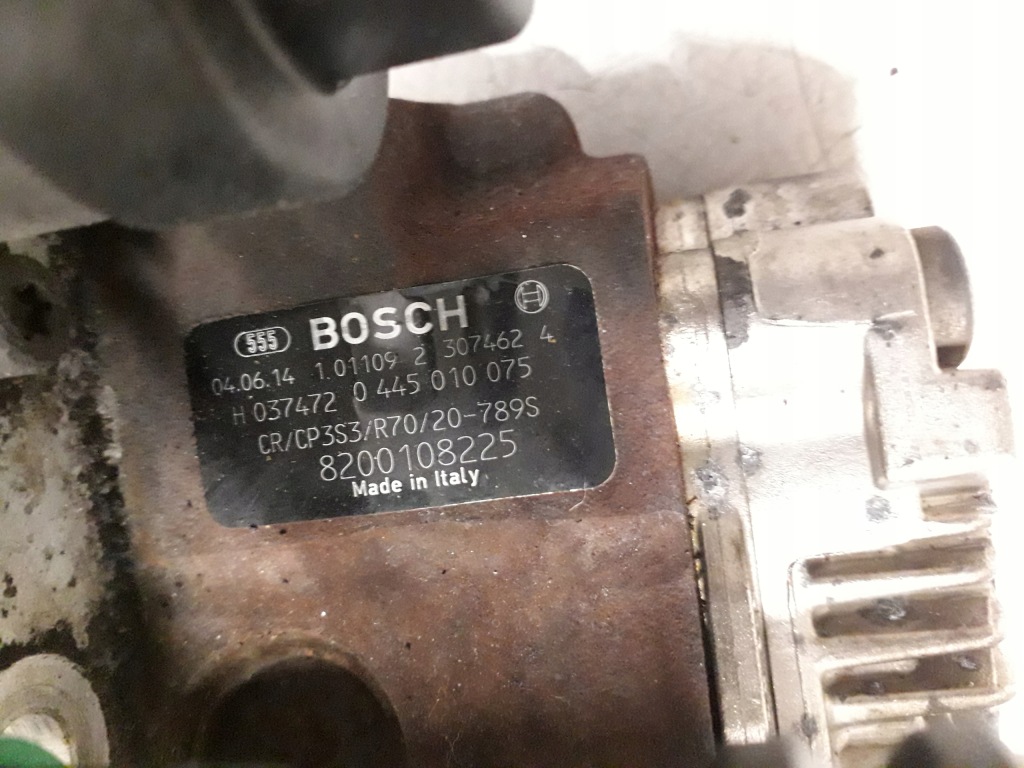 555 BOSCH H
04.06.14 1.01109 2 307462 4
H 037472 0 445 010 075
CR/CP3S3/R70/20-789S
8200108225
Made in Italy